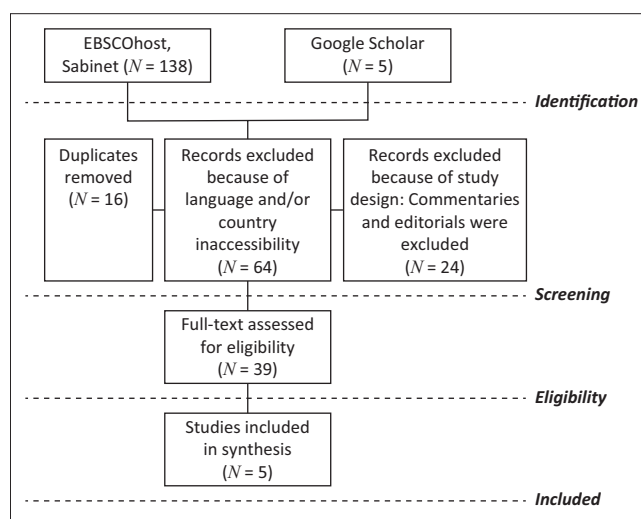 EBSCOhost,
Sabinet (N = 138)
Google Scholar
(N = 5)
Identification
Duplicates
removed
(N = 16)
Records excluded
because of
language and/or
country
inaccessibility
(N = 64)
Records excluded
because of study
design: Commentaries
and editorials were
excluded
(N = 24)
Screening
Full-text assessed
for eligibility
(N = 39)
Eligibility
Studies included
in synthesis
(N = 5)
Included